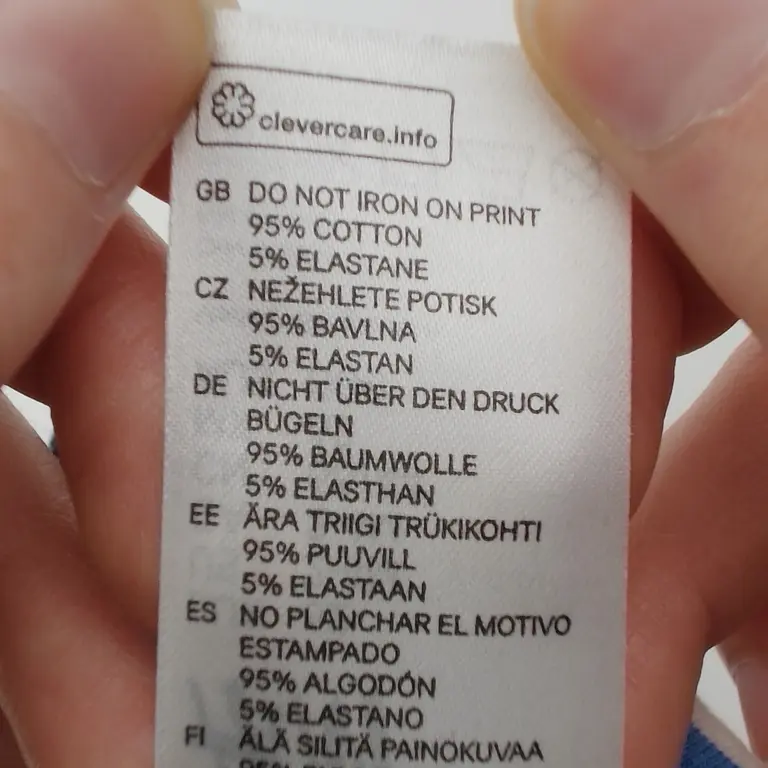 clevercare.info
GB DO NOT IRON ON PRINT
95% COTTON
5% ELASTANE
CZ NEŽEHLETE POTISK
95% BAVLNA
5% ELASTAN
DE NICHT ÜBER DEN DRUCK
BÜGELN
95% BAUMWOLLE
5% ELASTHAN
EE ÄRA TRIIGI TRÜKIKOHTI
95% PUUVILL
5% ELASTAAN
ES NO PLANCHAR EL MOTIVO
ESTAMPADO
95% ALGODÓN
5% ELASTANO
FI ÄLÄ SILITÄ PAINOKUVAA